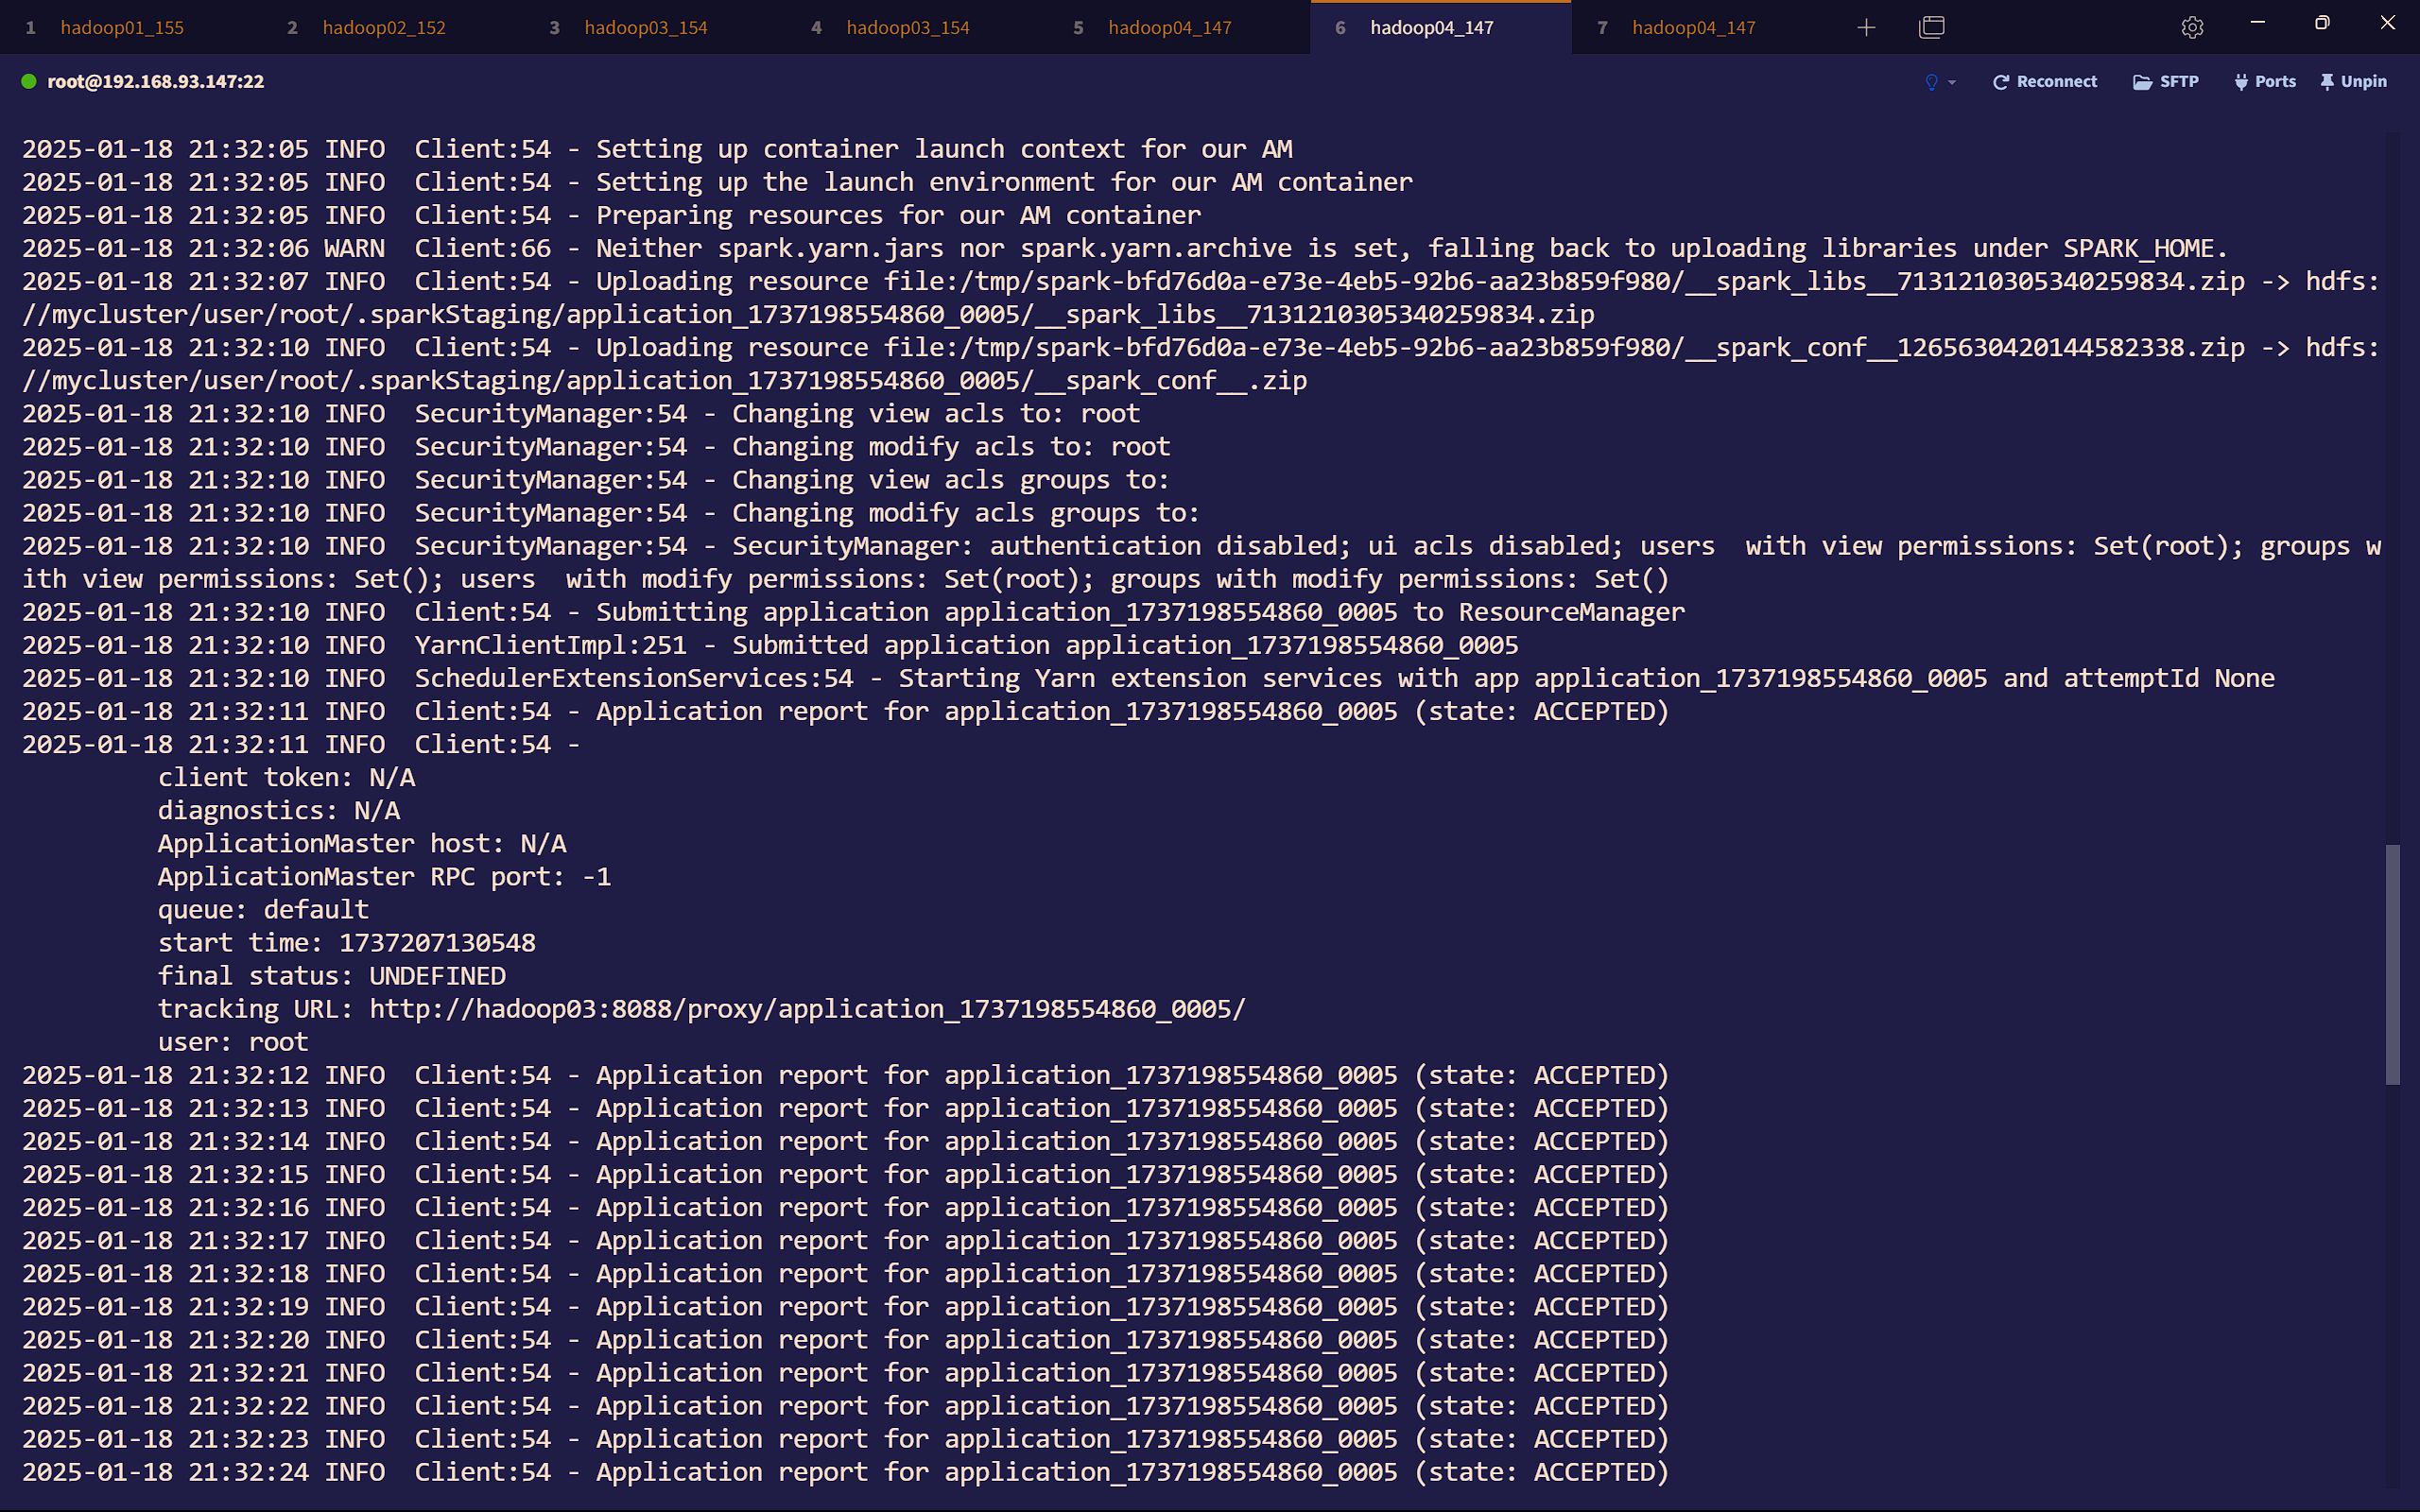 1 hadoop01_155 2 hadoop02_152 3 hadoop03_154 4 hadoop03_154 5 hadoop04_147 6 hadoop04_147 7 hadoop04_147
root@192.168.93.147:22 Reconnect SFTP Ports Unpin
2025-01-18 21:32:05 INFO  Client:54 - Setting up container launch context for our AM
2025-01-18 21:32:05 INFO  Client:54 - Setting up the launch environment for our AM container
2025-01-18 21:32:05 INFO  Client:54 - Preparing resources for our AM container
2025-01-18 21:32:06 WARN  Client:66 - Neither spark.yarn.jars nor spark.yarn.archive is set, falling back to uploading libraries under SPARK_HOME.
2025-01-18 21:32:07 INFO  Client:54 - Uploading resource file:/tmp/spark-bfd76d0a-e73e-4eb5-92b6-aa23b859f980/__spark_libs__7131210305340259834.zip -> hdfs:
//mycluster/user/root/.sparkStaging/application_1737198554860_0005/__spark_libs__7131210305340259834.zip
2025-01-18 21:32:10 INFO  Client:54 - Uploading resource file:/tmp/spark-bfd76d0a-e73e-4eb5-92b6-aa23b859f980/__spark_conf__1265630420144582338.zip -> hdfs:
//mycluster/user/root/.sparkStaging/application_1737198554860_0005/__spark_conf__.zip
2025-01-18 21:32:10 INFO  SecurityManager:54 - Changing view acls to: root
2025-01-18 21:32:10 INFO  SecurityManager:54 - Changing modify acls to: root
2025-01-18 21:32:10 INFO  SecurityManager:54 - Changing view acls groups to:
2025-01-18 21:32:10 INFO  SecurityManager:54 - Changing modify acls groups to:
2025-01-18 21:32:10 INFO  SecurityManager:54 - SecurityManager: authentication disabled; ui acls disabled; users  with view permissions: Set(root); groups w
ith view permissions: Set(); users  with modify permissions: Set(root); groups with modify permissions: Set()
2025-01-18 21:32:10 INFO  Client:54 - Submitting application application_1737198554860_0005 to ResourceManager
2025-01-18 21:32:10 INFO  YarnClientImpl:251 - Submitted application application_1737198554860_0005
2025-01-18 21:32:10 INFO  SchedulerExtensionServices:54 - Starting Yarn extension services with app application_1737198554860_0005 and attemptId None
2025-01-18 21:32:11 INFO  Client:54 - Application report for application_1737198554860_0005 (state: ACCEPTED)
2025-01-18 21:32:11 INFO  Client:54 -
client token: N/A
diagnostics: N/A
ApplicationMaster host: N/A
ApplicationMaster RPC port: -1
queue: default
start time: 1737207130548
final status: UNDEFINED
tracking URL: http://hadoop03:8088/proxy/application_1737198554860_0005/
user: root
2025-01-18 21:32:12 INFO  Client:54 - Application report for application_1737198554860_0005 (state: ACCEPTED)
2025-01-18 21:32:13 INFO  Client:54 - Application report for application_1737198554860_0005 (state: ACCEPTED)
2025-01-18 21:32:14 INFO  Client:54 - Application report for application_1737198554860_0005 (state: ACCEPTED)
2025-01-18 21:32:15 INFO  Client:54 - Application report for application_1737198554860_0005 (state: ACCEPTED)
2025-01-18 21:32:16 INFO  Client:54 - Application report for application_1737198554860_0005 (state: ACCEPTED)
2025-01-18 21:32:17 INFO  Client:54 - Application report for application_1737198554860_0005 (state: ACCEPTED)
2025-01-18 21:32:18 INFO  Client:54 - Application report for application_1737198554860_0005 (state: ACCEPTED)
2025-01-18 21:32:19 INFO  Client:54 - Application report for application_1737198554860_0005 (state: ACCEPTED)
2025-01-18 21:32:20 INFO  Client:54 - Application report for application_1737198554860_0005 (state: ACCEPTED)
2025-01-18 21:32:21 INFO  Client:54 - Application report for application_1737198554860_0005 (state: ACCEPTED)
2025-01-18 21:32:22 INFO  Client:54 - Application report for application_1737198554860_0005 (state: ACCEPTED)
2025-01-18 21:32:23 INFO  Client:54 - Application report for application_1737198554860_0005 (state: ACCEPTED)
2025-01-18 21:32:24 INFO  Client:54 - Application report for application_1737198554860_0005 (state: ACCEPTED)